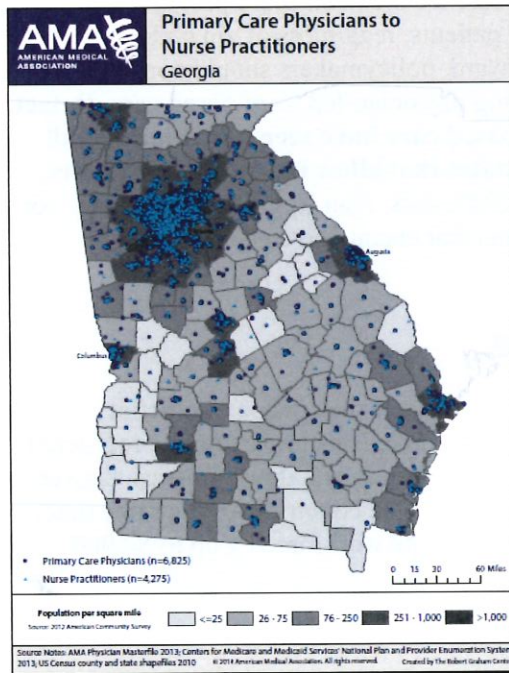 AMA
AMERICAN MEDICAL
ASSOCIATION
Primary Care Physicians to
Nurse Practitioners
Georgia
Augusta
Columbus
Primary Care Physicians (n=6,825)
Nurse Practitioners (n=4,275)
0 15 30 60 Miles
Population per square mile
Source: 2012 American Community Survey
<=25
26 - 75
76 - 250
251 - 1,000
>1,000
Source Notes: AMA Physician Masterfile 2013; Centers for Medicare and Medicaid Services' National Plan and Provider Enumeration System
2013; US Census county and state shapefiles 2010 © 2014 American Medical Association. All rights reserved. Created by The Robert Graham Center